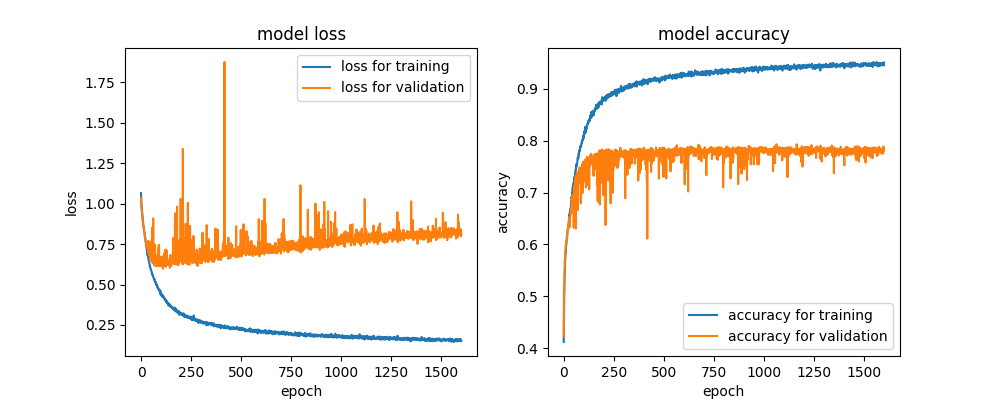 model loss
loss for training
loss for validation
1.75
1.50
1.25
1.00
0.75
0.50
0.25
loss
0 250 500 750 1000 1250 1500
epoch
model accuracy
0.9
0.8
0.7
0.6
0.5
0.4
accuracy
accuracy for training
accuracy for validation
0 250 500 750 1000 1250 1500
epoch